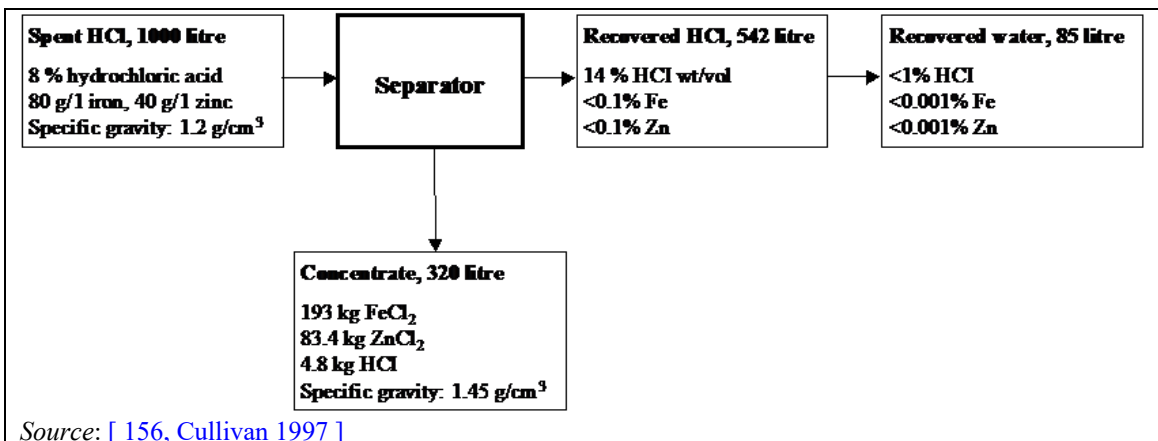 Spent HCl, 1000 litre
8 % hydrochloric acid
80 g/l iron, 40 g/l zinc
Specific gravity: 1.2 g/cm³
Separator
Recovered HCl, 542 litre
14 % HCl wt/vol
<0.1% Fe
<0.1% Zn
Recovered water, 85 litre
<1% HCl
<0.001% Fe
<0.001% Zn
Concentrate, 320 litre
193 kg FeCl₂
83.4 kg ZnCl₂
4.8 kg HCl
Specific gravity: 1.45 g/cm³
Source: [ 156, Cullivan 1997 ]